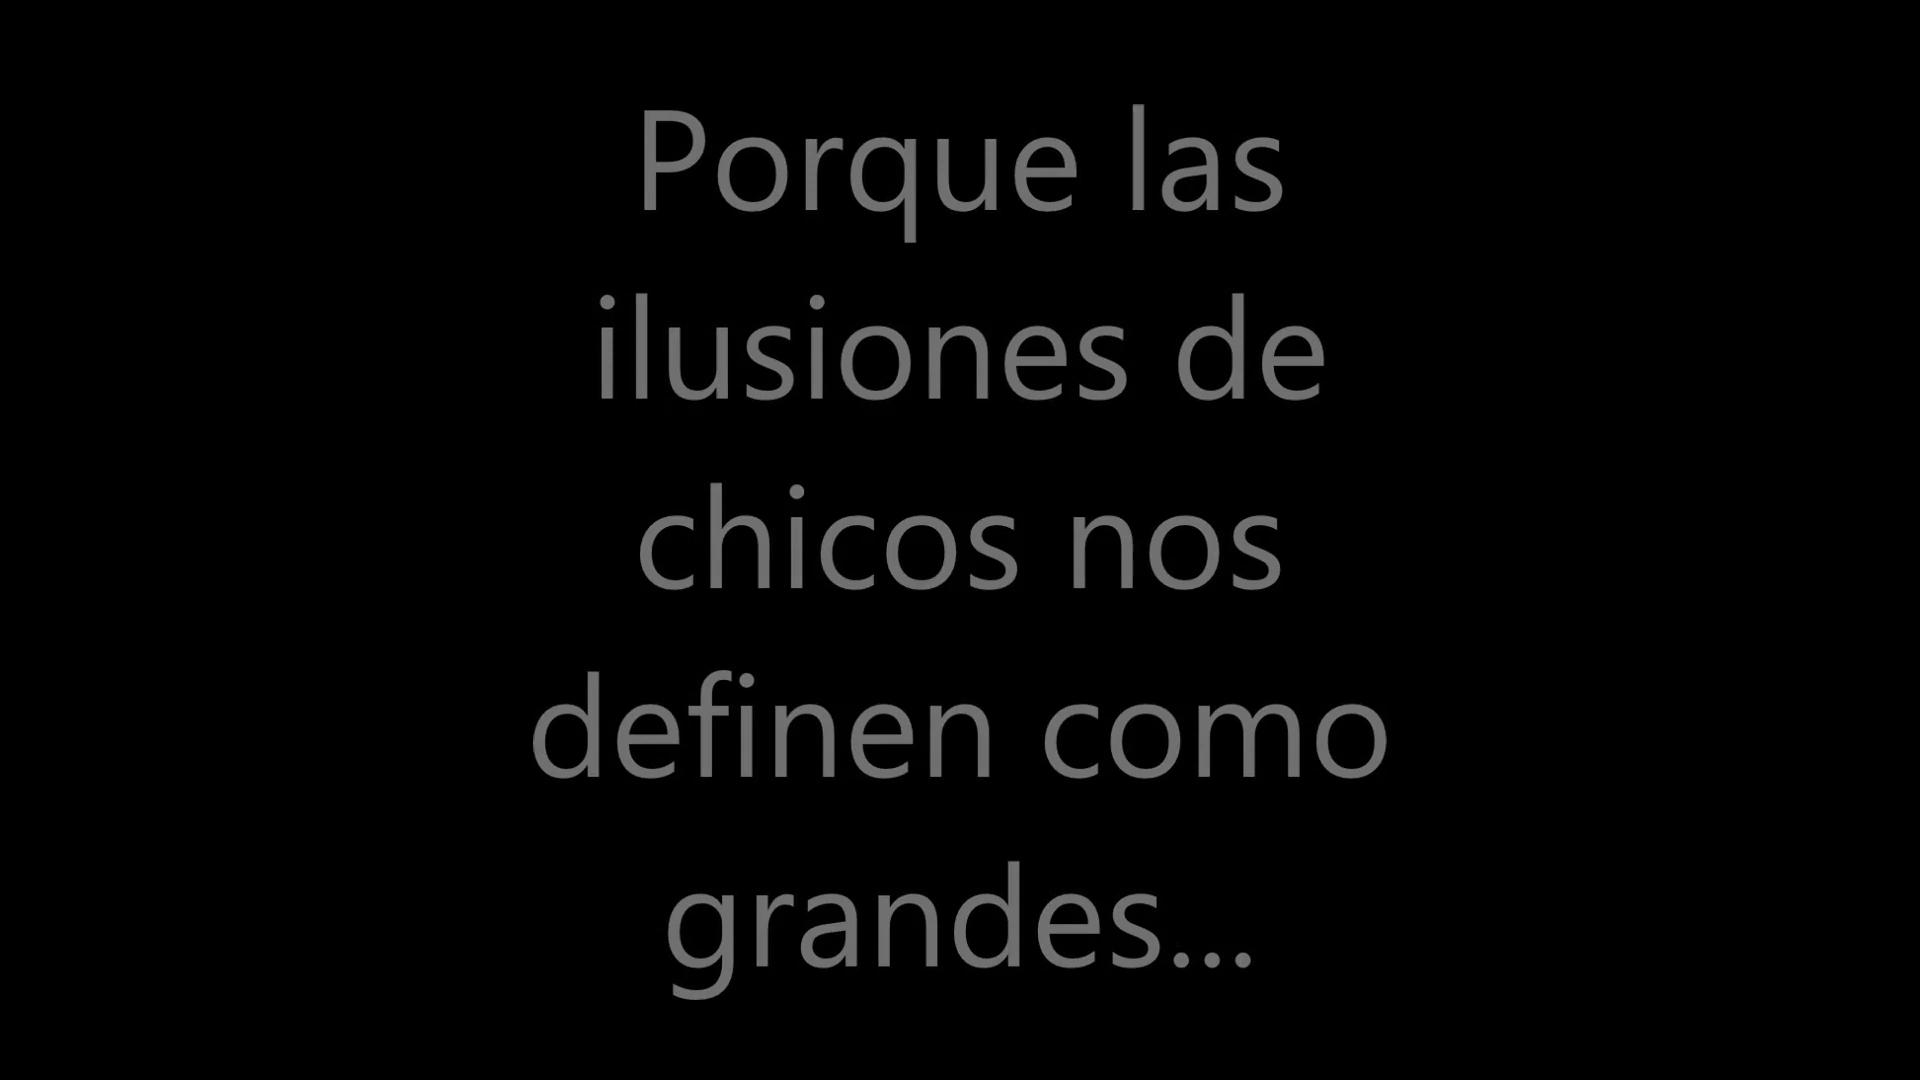 Porque las
ilusiones de
chicos nos
definen como
grandes...